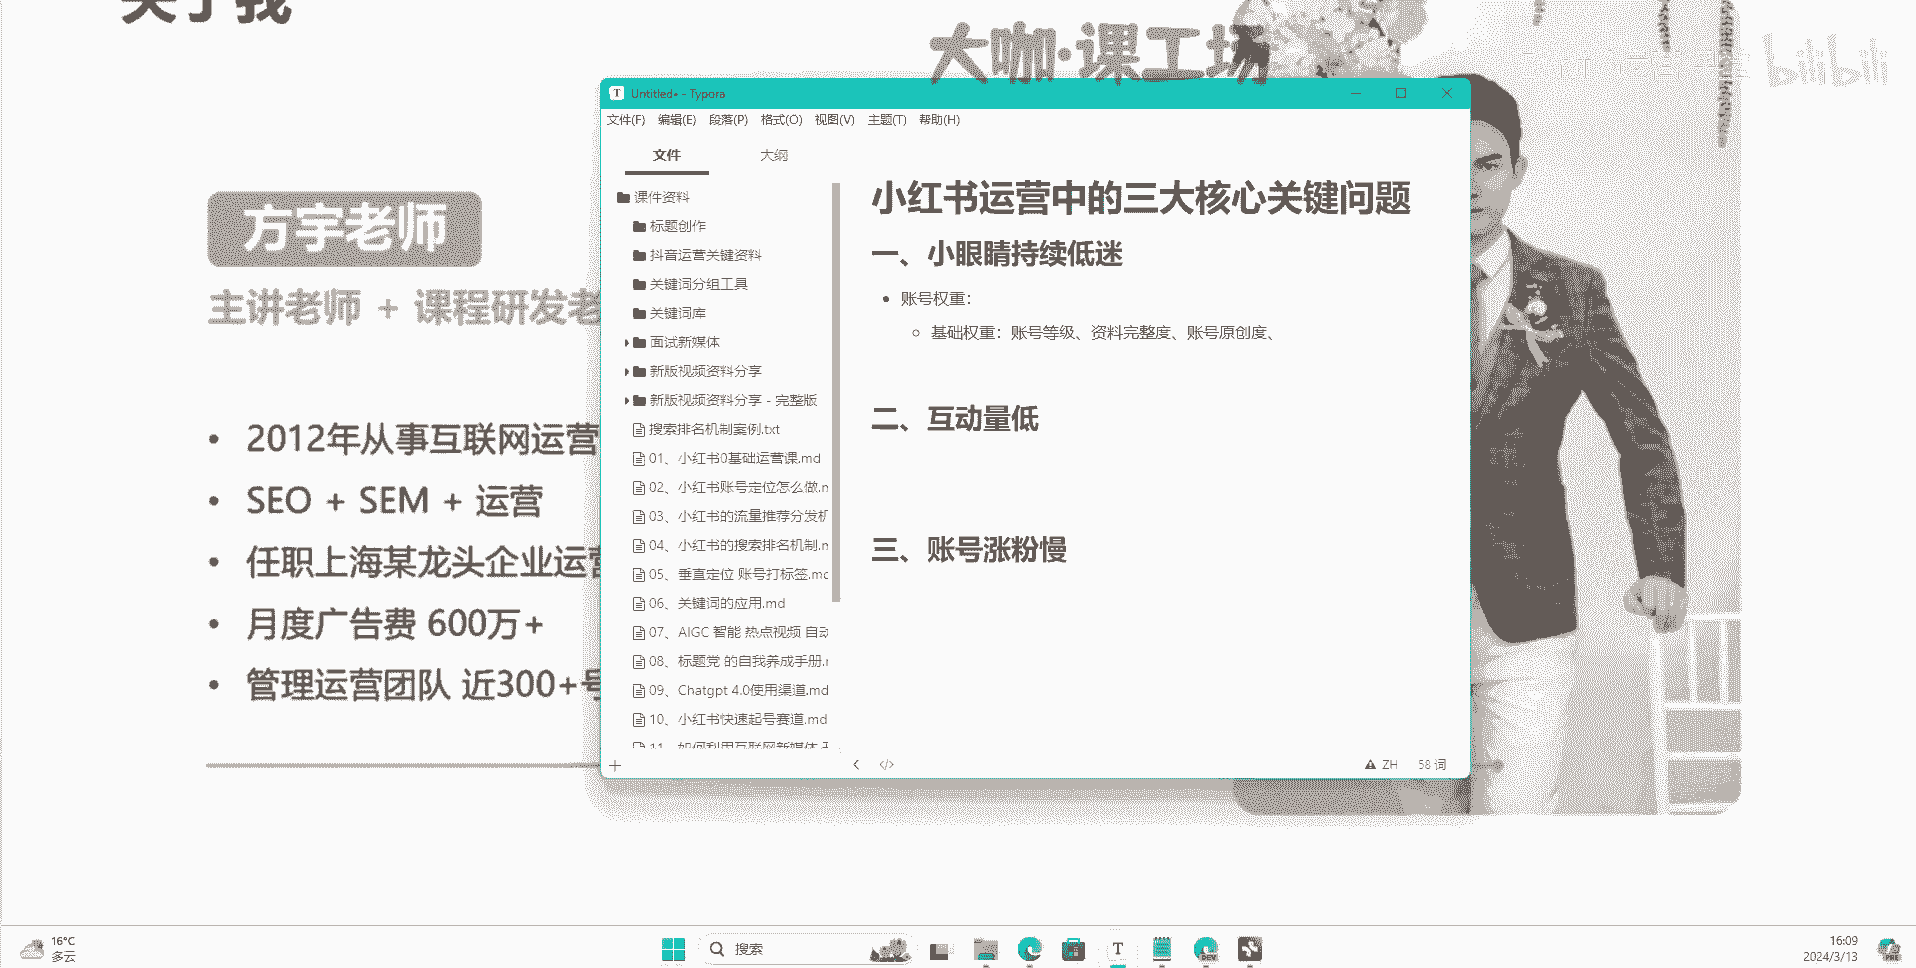 关于我
大咖·课工场
bilibili
方宇老师
主讲老师 + 课程研发老
2012年从事互联网运营
SEO + SEM + 运营
任职上海某龙头企业运营
月度广告费 600万+
管理运营团队 近300+号
Untitled• - Typora
文件(F) 编辑(E) 段落(P) 格式(O) 视图(V) 主题(T) 帮助(H)
文件 大纲
课件资料
标题创作
抖音运营关键资料
关键词分组工具
关键词库
面试新媒体
新版视频资料分享
新版视频资料分享 - 完整版
搜索排名机制案例.txt
01、小红书0基础运营课.md
02、小红书账号定位怎么做.m
03、小红书的流量推荐分发机
04、小红书的搜索排名机制.m
05、垂直定位 账号打标签.md
06、关键词的应用.md
07、AIGC 智能 热点视频 自动
08、标题党 的自我养成手册.m
09、Chatgpt 4.0使用渠道.md
10、小红书快速起号赛道.md
11、如何利用互联网新媒体
小红书运营中的三大核心关键问题
一、小眼睛持续低迷
账号权重：
基础权重：账号等级、资料完整度、账号原创度、
二、互动量低
三、账号涨粉慢
ZH 58 词
16°C
多云
搜索
16:09
2024/3/13